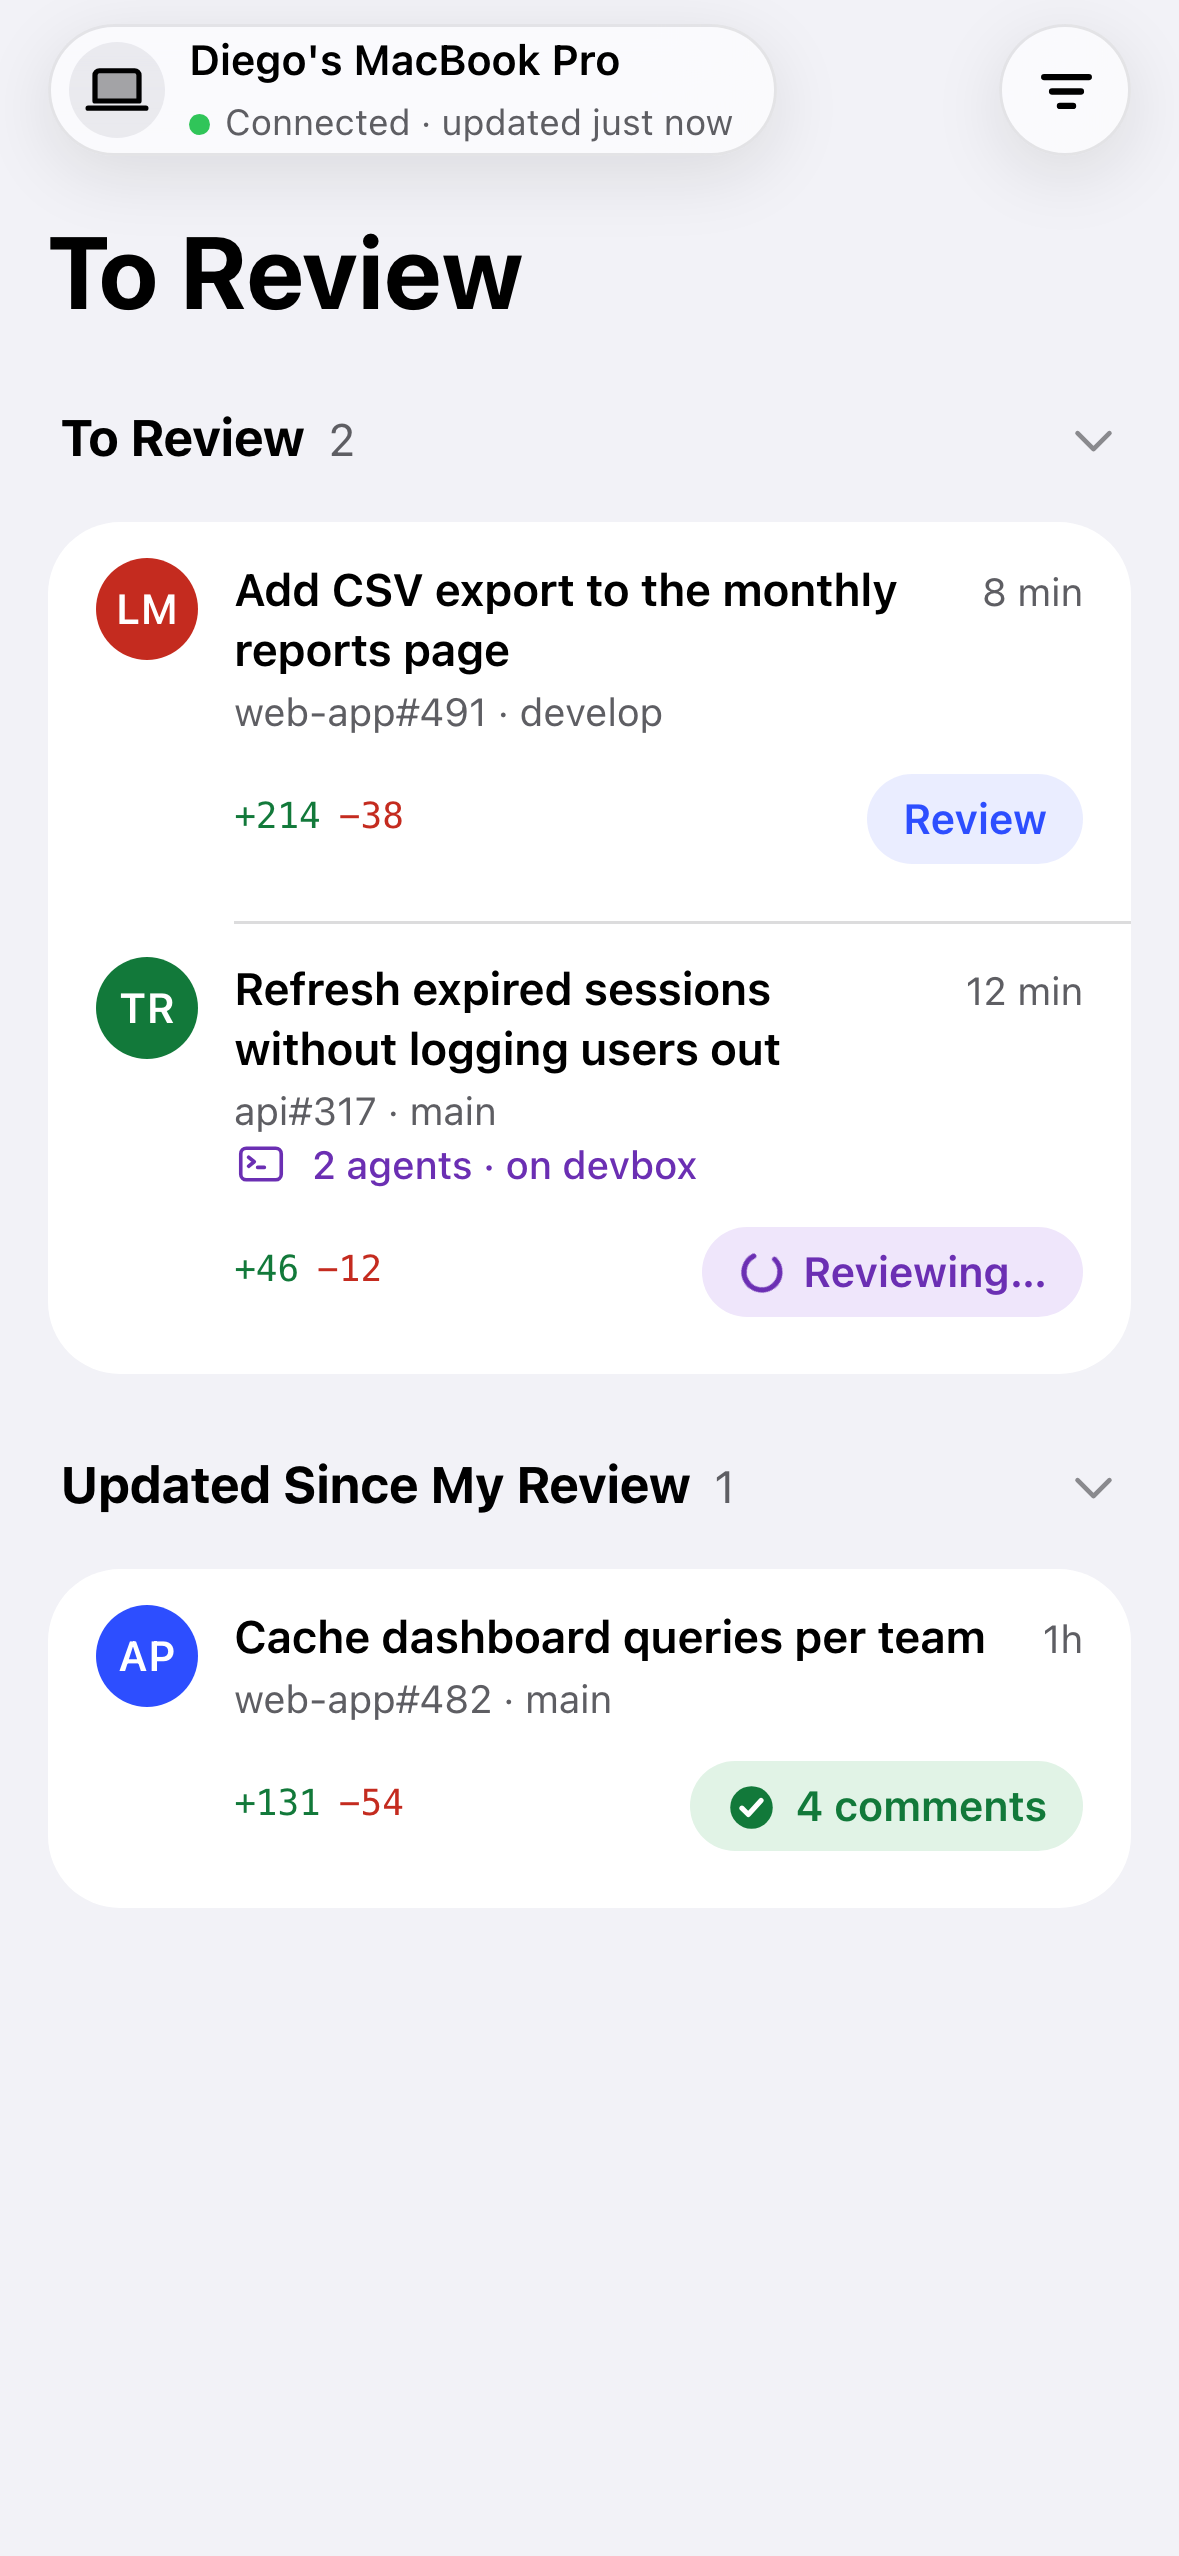 Diego's MacBook Pro
Connected · updated just now
To Review
To Review 2
LM
Add CSV export to the monthly
reports page
8 min
web-app#491 · develop
+214 −38
Review
TR
Refresh expired sessions
without logging users out
12 min
api#317 · main
2 agents · on devbox
+46 −12
Reviewing...
Updated Since My Review 1
AP
Cache dashboard queries per team
1h
web-app#482 · main
+131 −54
4 comments